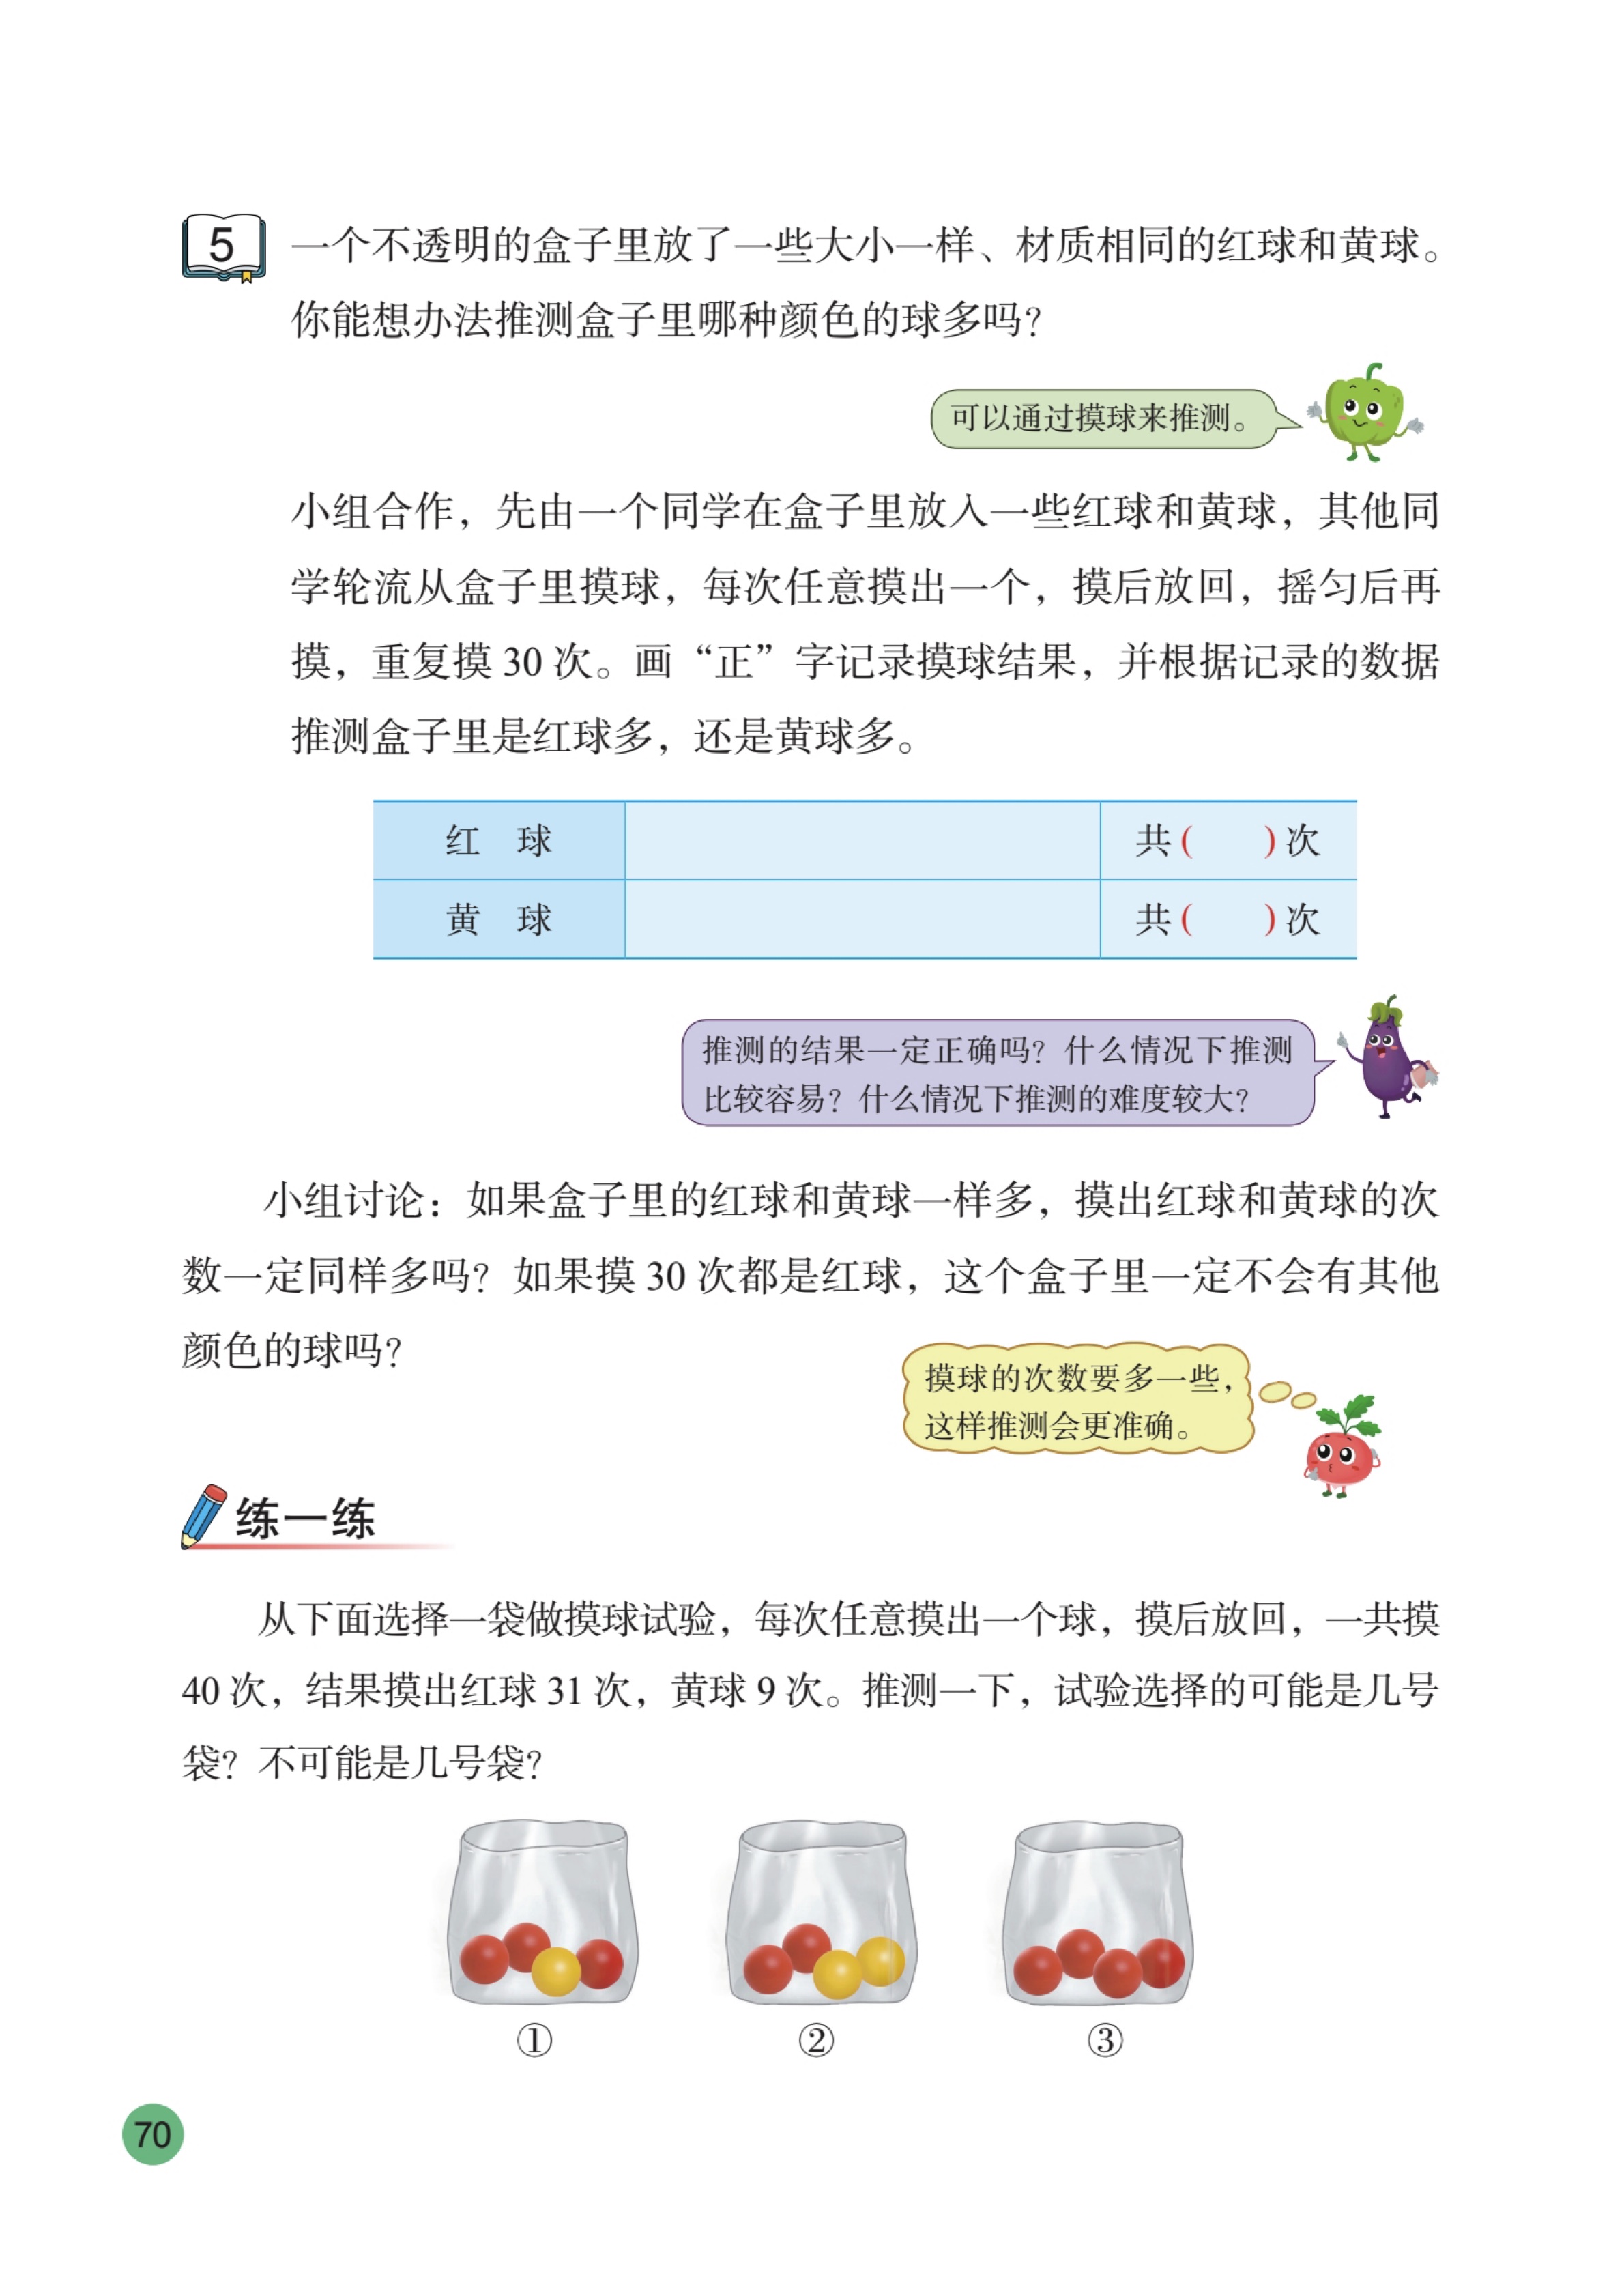 5 一个不透明的盒子里放了一些大小一样、材质相同的红球和黄球。
你能想办法推测盒子里哪种颜色的球多吗？
可以通过摸球来推测。
小组合作，先由一个同学在盒子里放入一些红球和黄球，其他同
学轮流从盒子里摸球，每次任意摸出一个，摸后放回，摇匀后再
摸，重复摸 30 次。画“正”字记录摸球结果，并根据记录的数据
推测盒子里是红球多，还是黄球多。
红 球 共（ ）次
黄 球 共（ ）次
推测的结果一定正确吗？什么情况下推测
比较容易？什么情况下推测的难度较大？
小组讨论：如果盒子里的红球和黄球一样多，摸出红球和黄球的次
数一定同样多吗？如果摸 30 次都是红球，这个盒子里一定不会有其他
颜色的球吗？
摸球的次数要多一些，
这样推测会更准确。
练一练
从下面选择一袋做摸球试验，每次任意摸出一个球，摸后放回，一共摸
40 次，结果摸出红球 31 次，黄球 9 次。推测一下，试验选择的可能是几号
袋？不可能是几号袋？
① ② ③
70